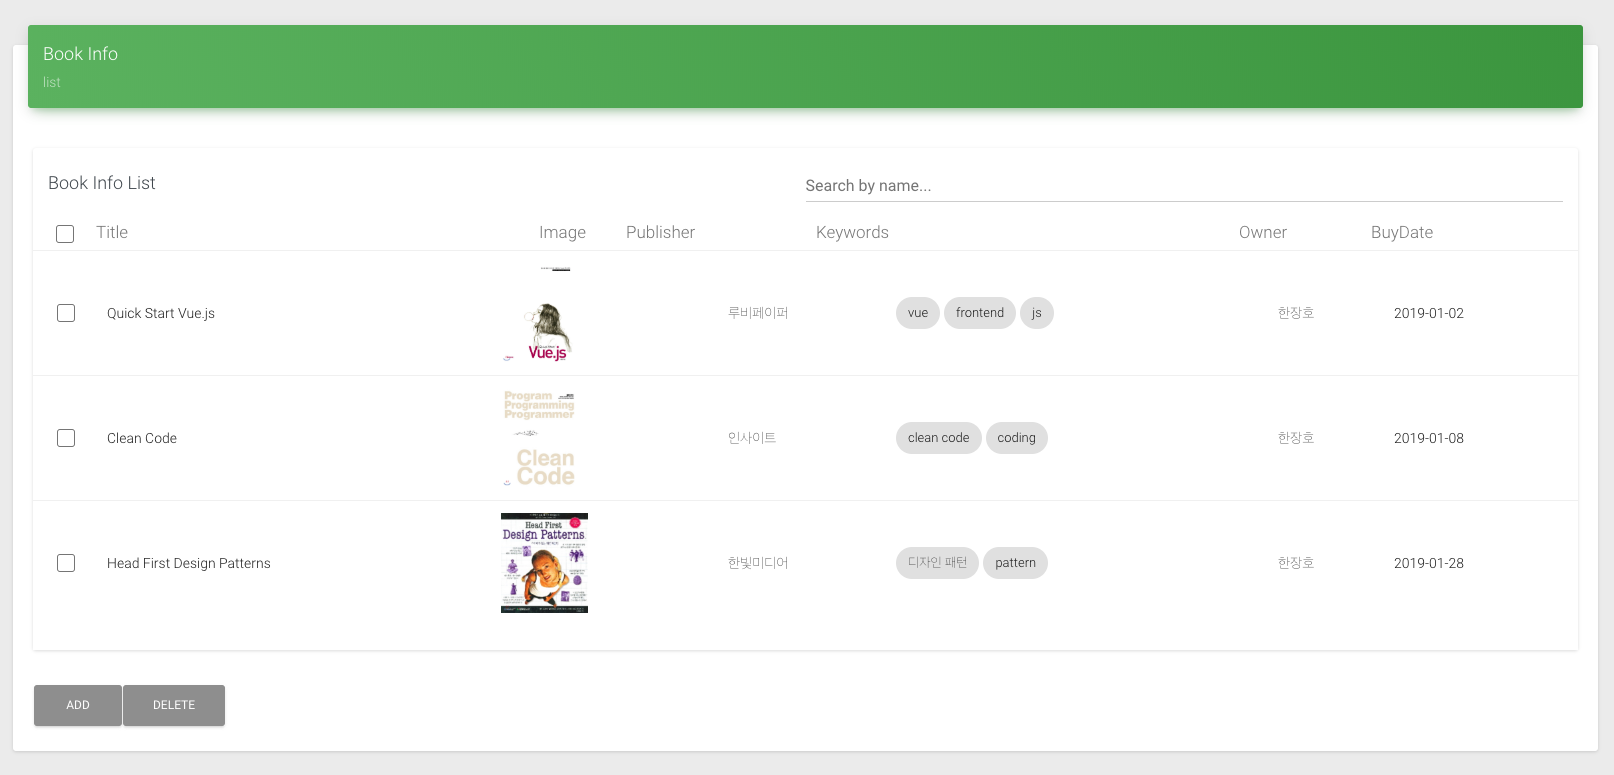 Book Info
list
Book Info List
Search by name...
Title Image Publisher Keywords Owner BuyDate
Quick Start Vue.js 루비페이퍼 vue frontend js 한장호 2019-01-02
Vue.js
Program
Programming
Programmer
Clean Code 인사이트 clean code coding 한장호 2019-01-08
Clean
Code
Head First
Design Patterns
Head First Design Patterns 한빛미디어 디자인 패턴 pattern 한장호 2019-01-28
ADD DELETE